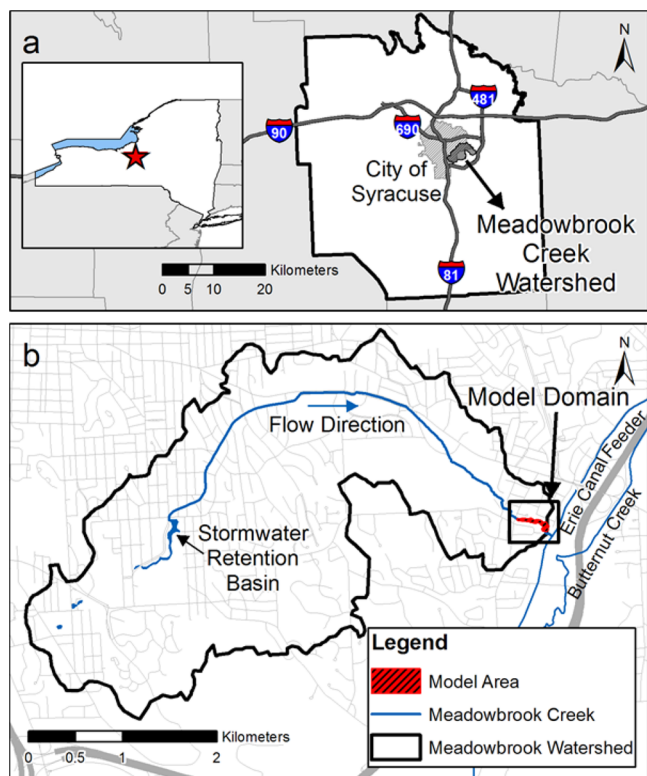 a
N
481
90
690
City of
Syracuse
Meadowbrook
Creek
Watershed
Kilometers
0 5 10 20
81
b
N
Model Domain
Flow Direction
Erie Canal Feeder
Butternut Creek
Stormwater
Retention
Basin
Legend
Model Area
Meadowbrook Creek
Meadowbrook Watershed
Kilometers
0 0.5 1 2